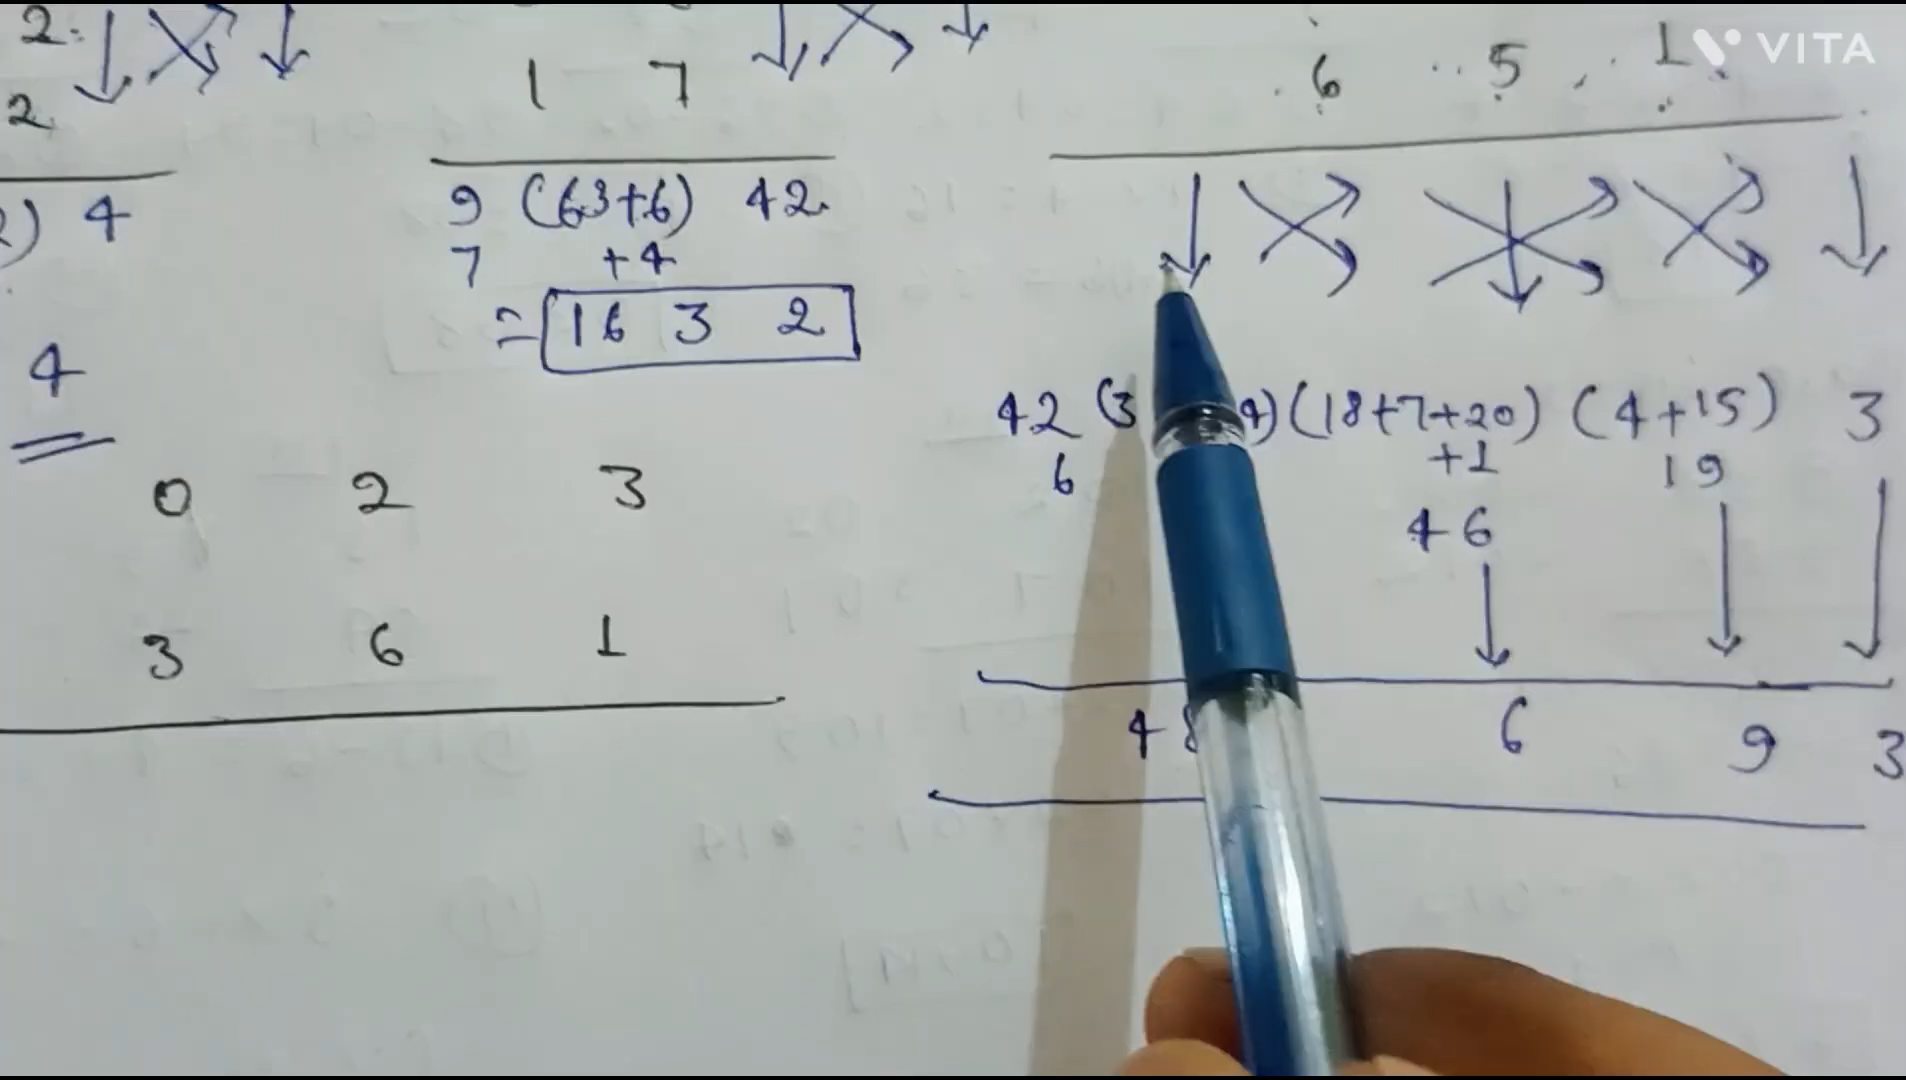 2
2
4
4
1 7
9 (63+6) 42
7 +4
= 16 3 2
0 2 3
3 6 1
VITA
6 5 1
42 (3 4) (18+7+20) (4+15) 3
6 +1 19
46
48 6 9 3